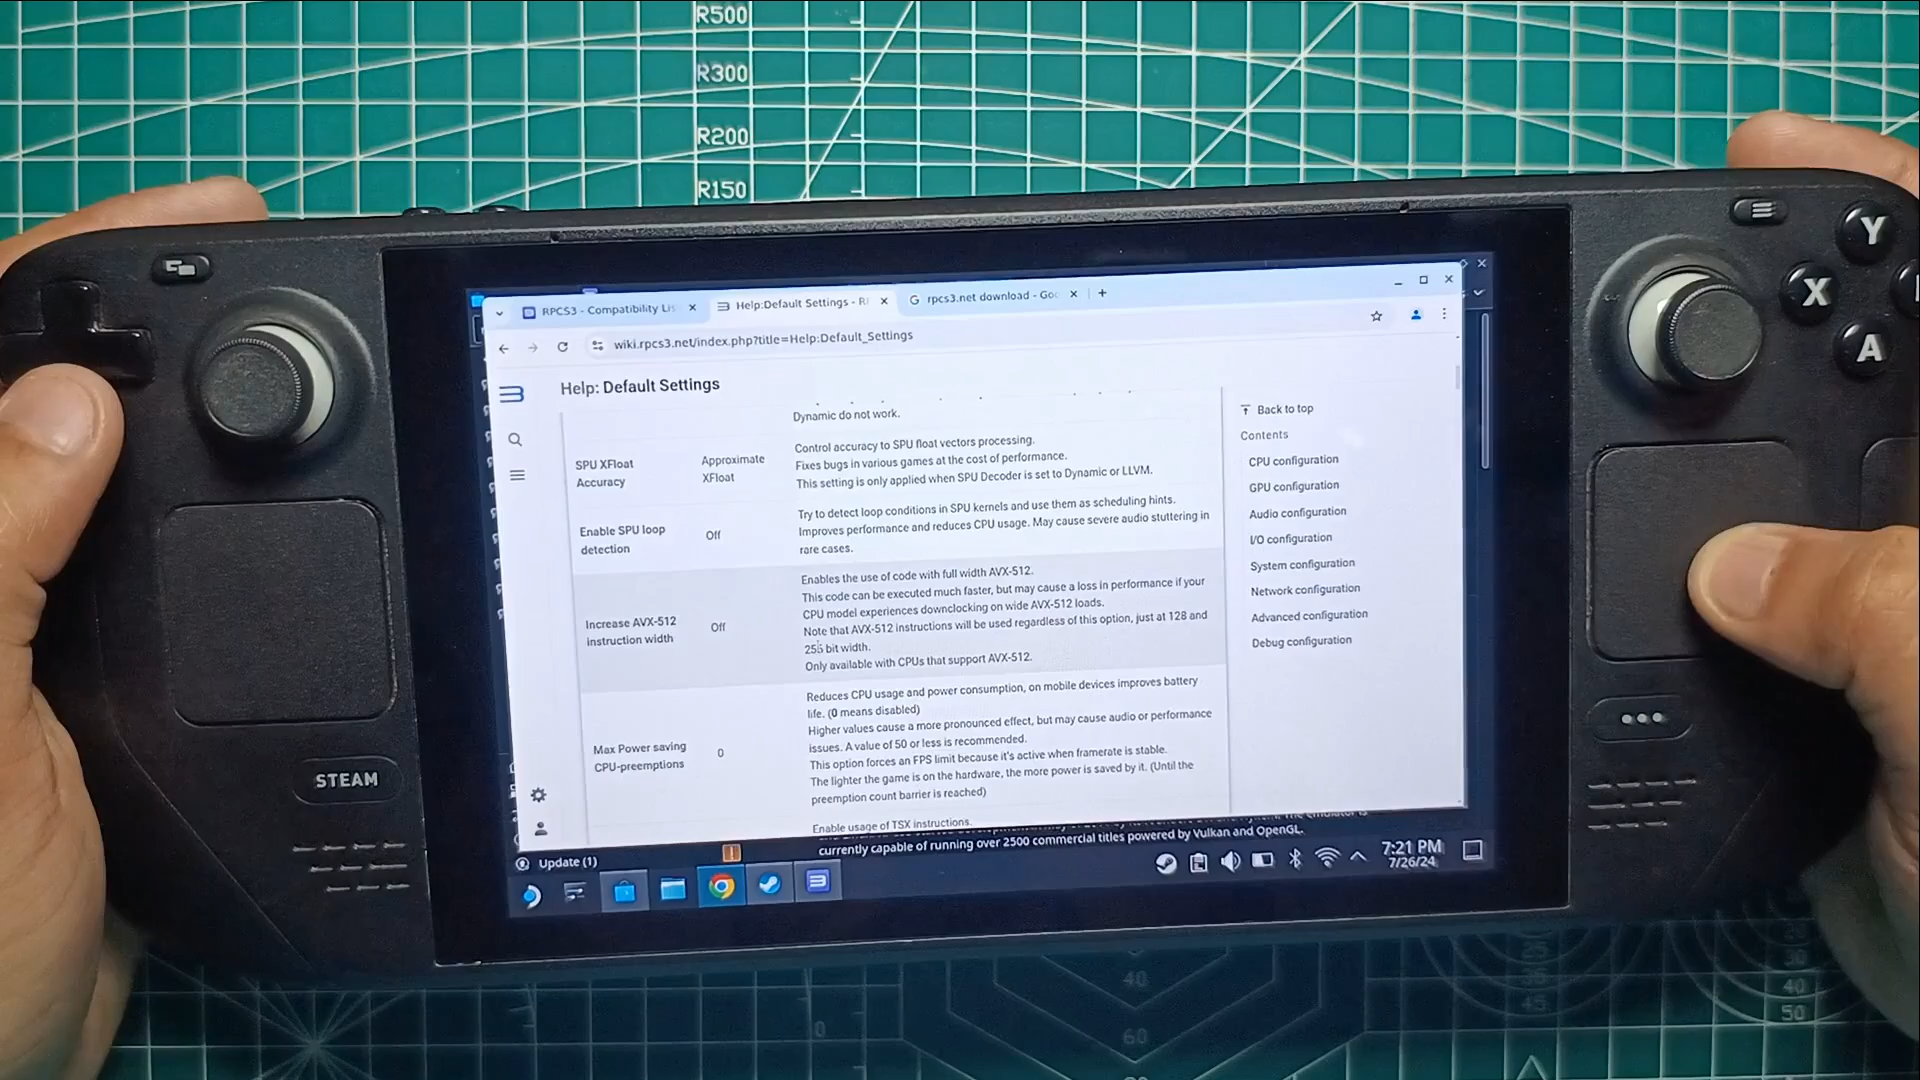 R500
R300
R200
R150
Y
X
A
STEAM
RPCS3 - Compatibility Lis
Help:Default Settings - R
rpcs3.net download - Goo
wiki.rpcs3.net/index.php?title=Help:Default_Settings
Help: Default Settings
Dynamic do not work.
SPU XFloat
Accuracy
Approximate
XFloat
Control accuracy to SPU float vectors processing.
Fixes bugs in various games at the cost of performance.
This setting is only applied when SPU Decoder is set to Dynamic or LLVM.
Enable SPU loop
detection
Off
Try to detect loop conditions in SPU kernels and use them as scheduling hints.
Improves performance and reduces CPU usage. May cause severe audio stuttering in
rare cases.
Increase AVX-512
instruction width
Off
Enables the use of code with full width AVX-512.
This code can be executed much faster, but may cause a loss in performance if your
CPU model experiences downclocking on wide AVX-512 loads.
Note that AVX-512 instructions will be used regardless of this option, just at 128 and
256 bit width.
Only available with CPUs that support AVX-512.
Max Power saving
CPU-preemptions
0
Reduces CPU usage and power consumption, on mobile devices improves battery
life. (0 means disabled)
Higher values cause a more pronounced effect, but may cause audio or performance
issues. A value of 50 or less is recommended.
This option forces an FPS limit because it's active when framerate is stable.
The lighter the game is on the hardware, the more power is saved by it. (Until the
preemption count barrier is reached)
Enable usage of TSX instructions.
Back to top
Contents
CPU configuration
GPU configuration
Audio configuration
I/O configuration
System configuration
Network configuration
Advanced configuration
Debug configuration
currently capable of running over 2500 commercial titles powered by Vulkan and OpenGL.
Update (1)
7:21 PM
7/26/24
40
60
0
45
30
40
50